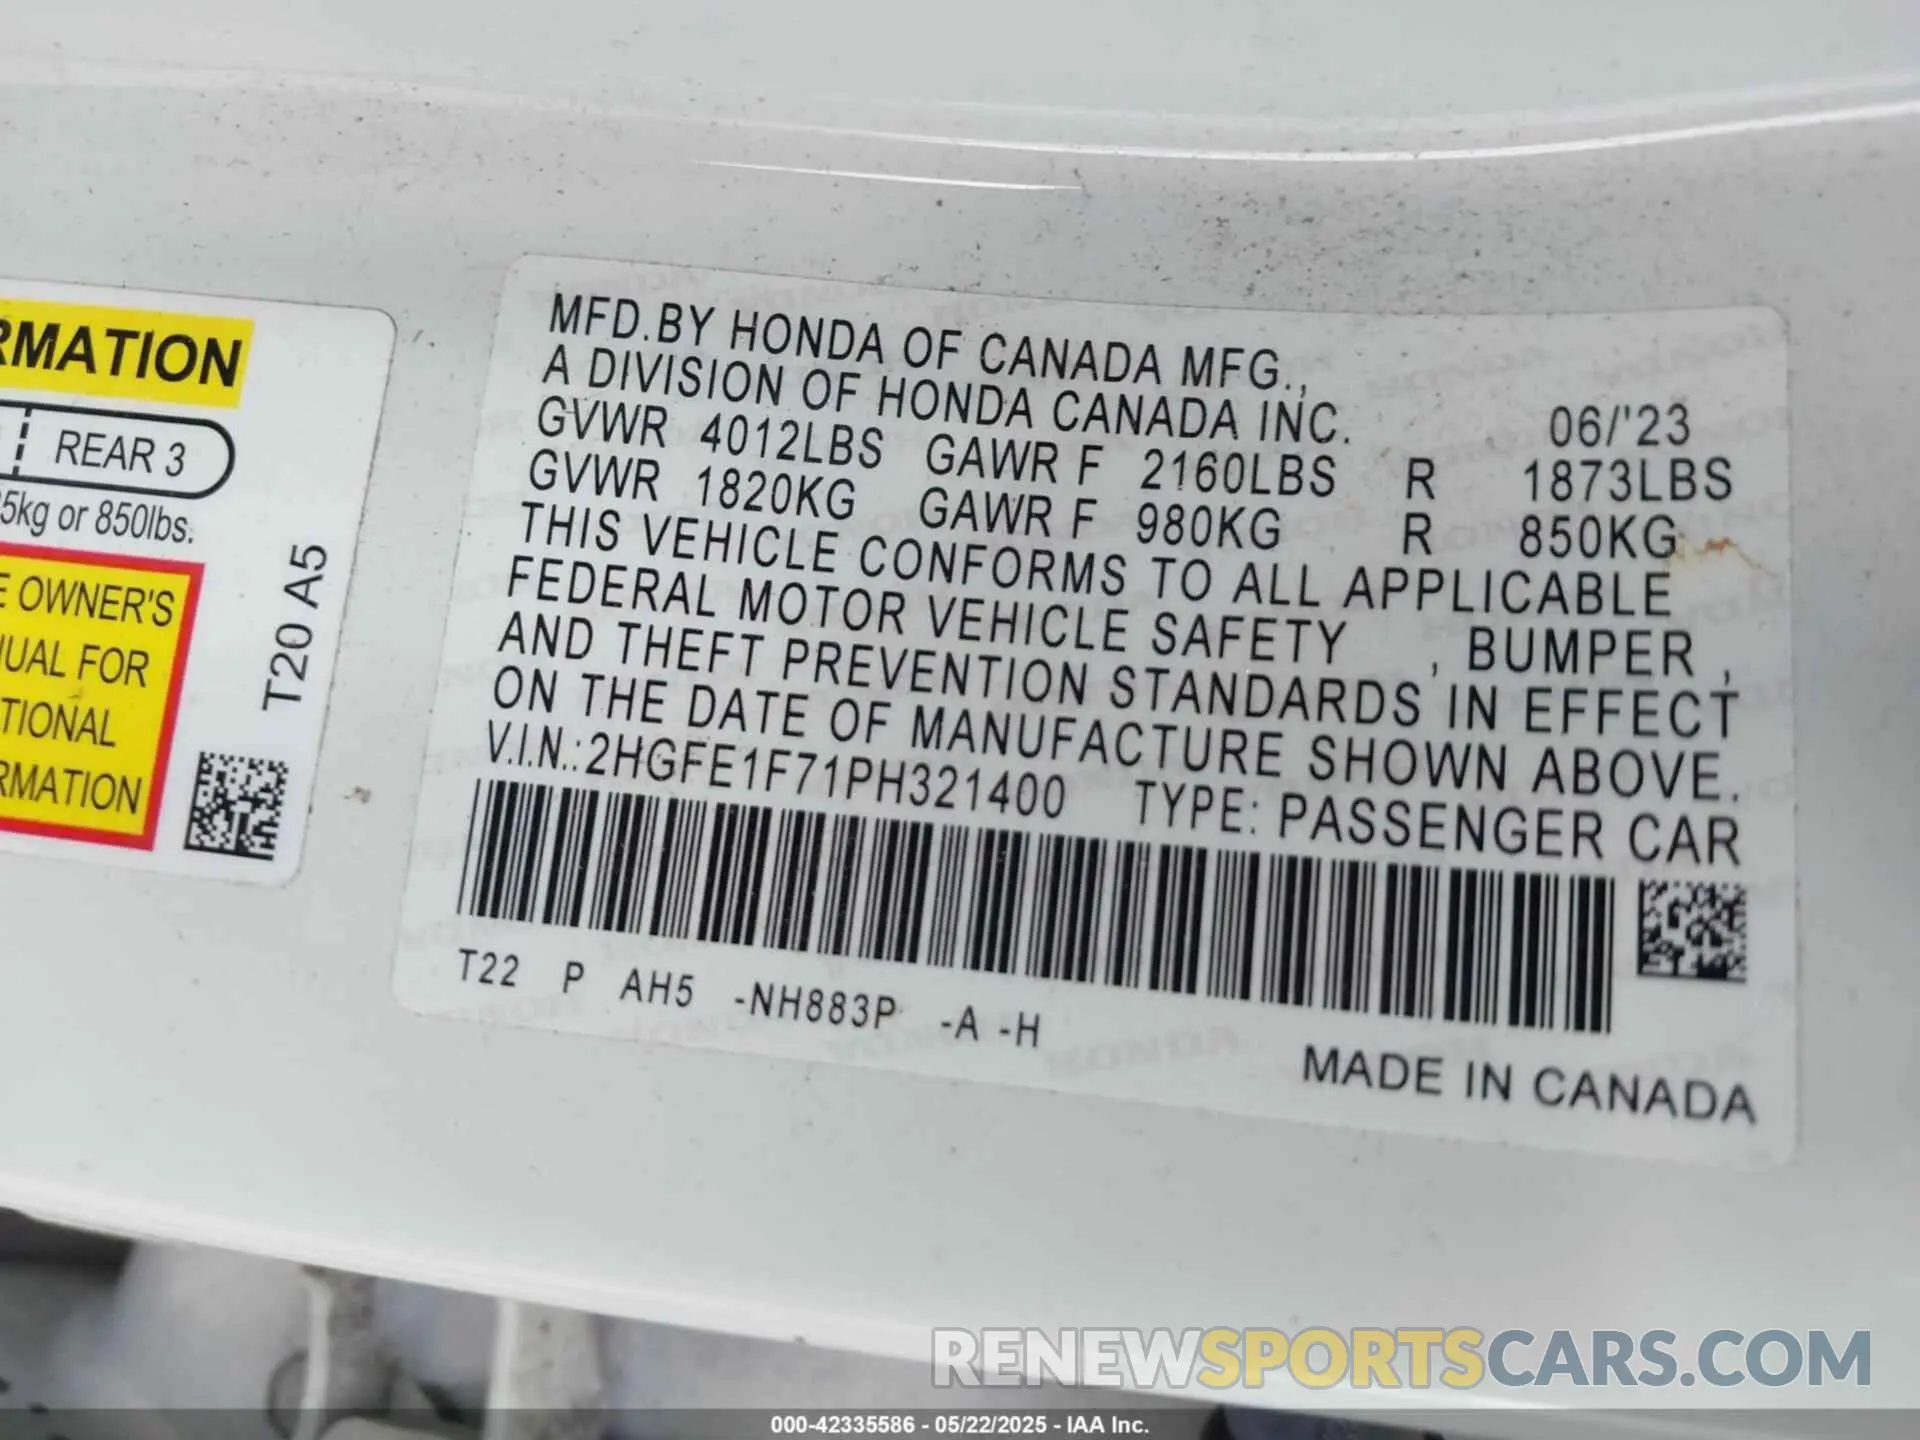 RMATION
REAR 3
5kg or 850lbs.
E OWNER'S
UAL FOR
TIONAL
RMATION
T20 A5
MFD.BY HONDA OF CANADA MFG.,
A DIVISION OF HONDA CANADA INC. 06/'23
GVWR 4012LBS GAWR F 2160LBS R 1873LBS
GVWR 1820KG GAWR F 980KG R 850KG
THIS VEHICLE CONFORMS TO ALL APPLICABLE
FEDERAL MOTOR VEHICLE SAFETY , BUMPER ,
AND THEFT PREVENTION STANDARDS IN EFFECT
ON THE DATE OF MANUFACTURE SHOWN ABOVE.
V.I.N.:2HGFE1F71PH321400 TYPE: PASSENGER CAR
T22 P AH5 -NH883P -A -H
MADE IN CANADA
RENEWSPORTSCARS.COM
000-42335586 - 05/22/2025 - IAA Inc.